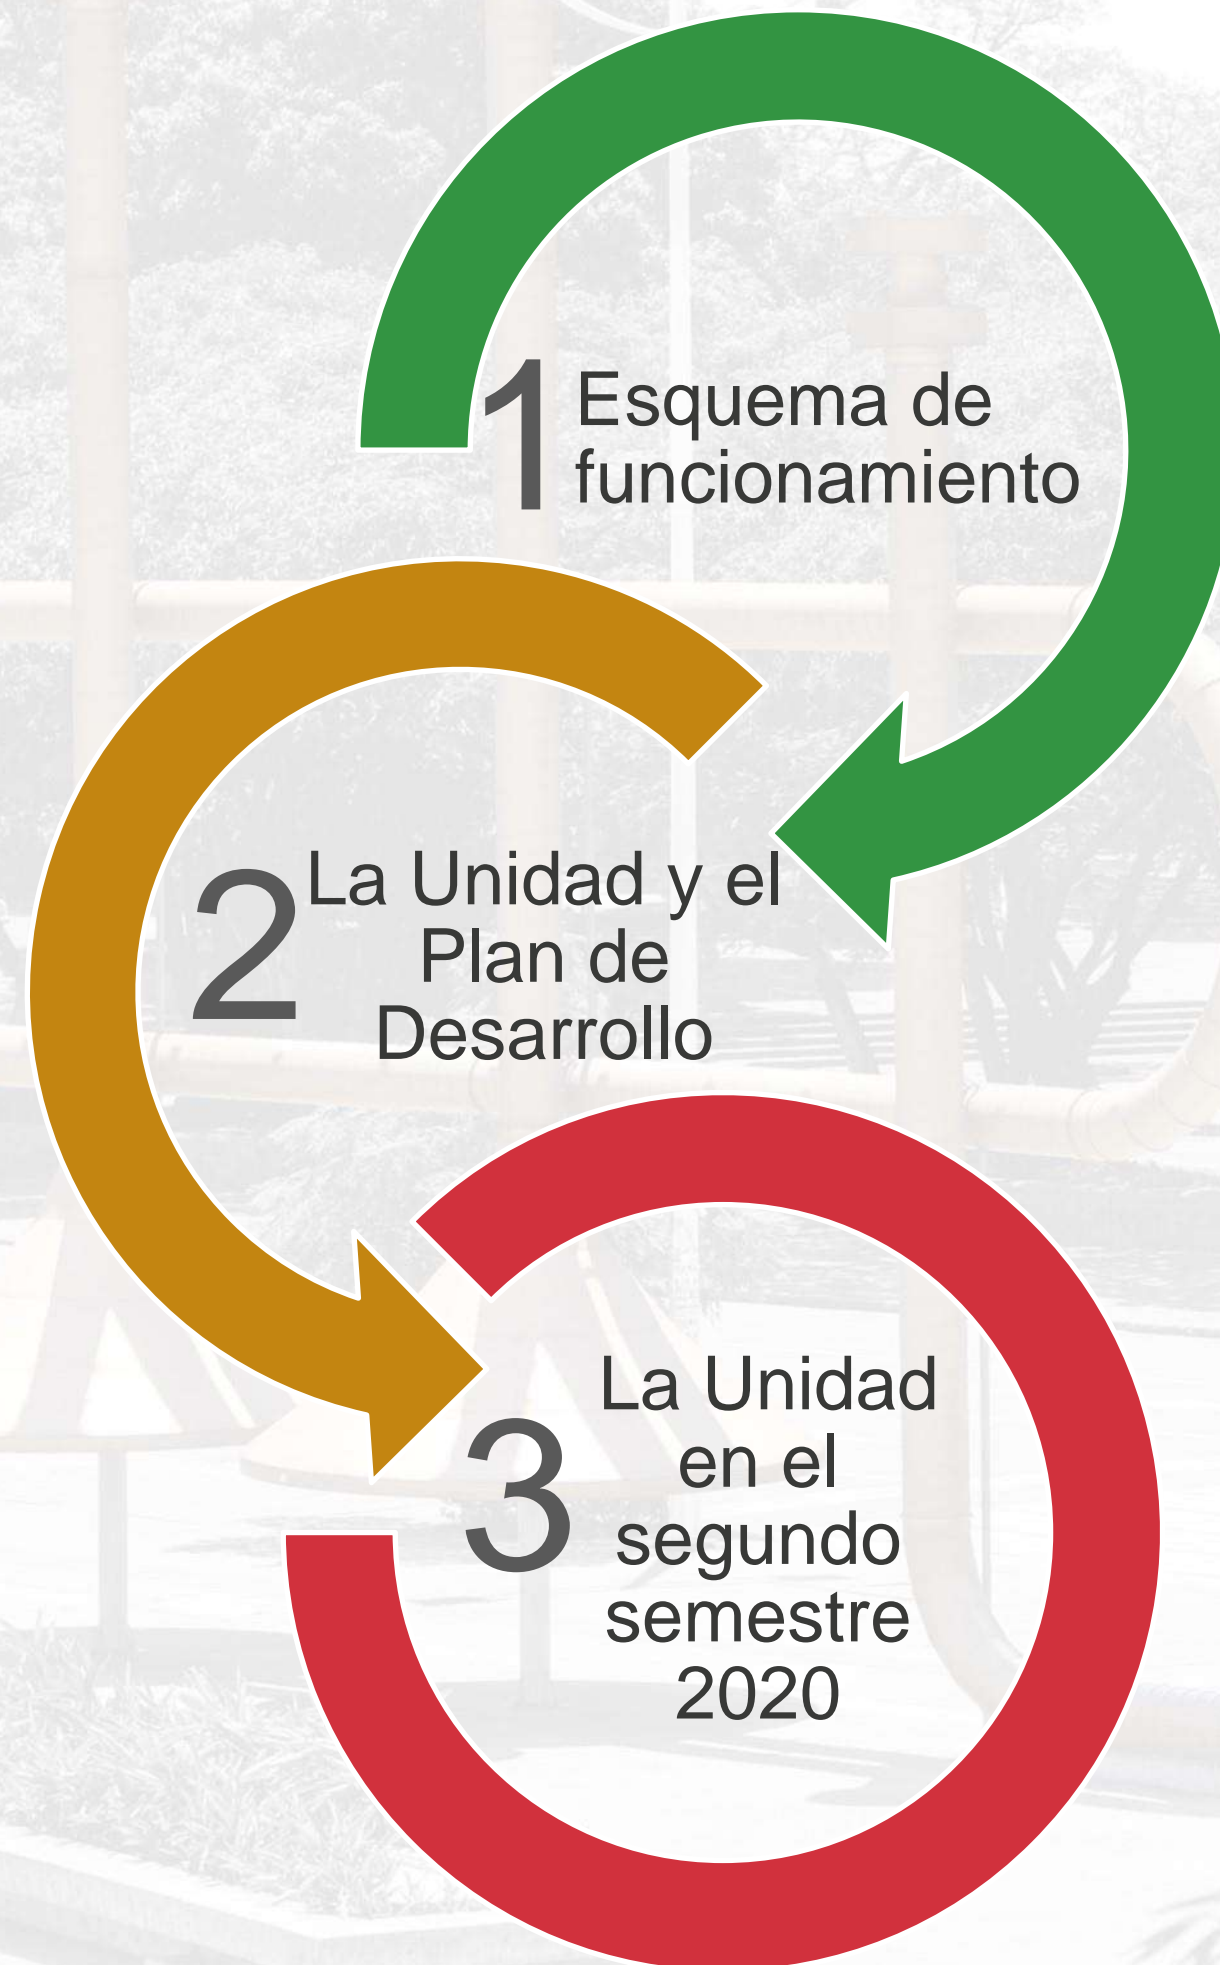 1
Esquema de
funcionamiento
2
La Unidad y el
Plan de
Desarrollo
3
La Unidad
en el
segundo
semestre
2020